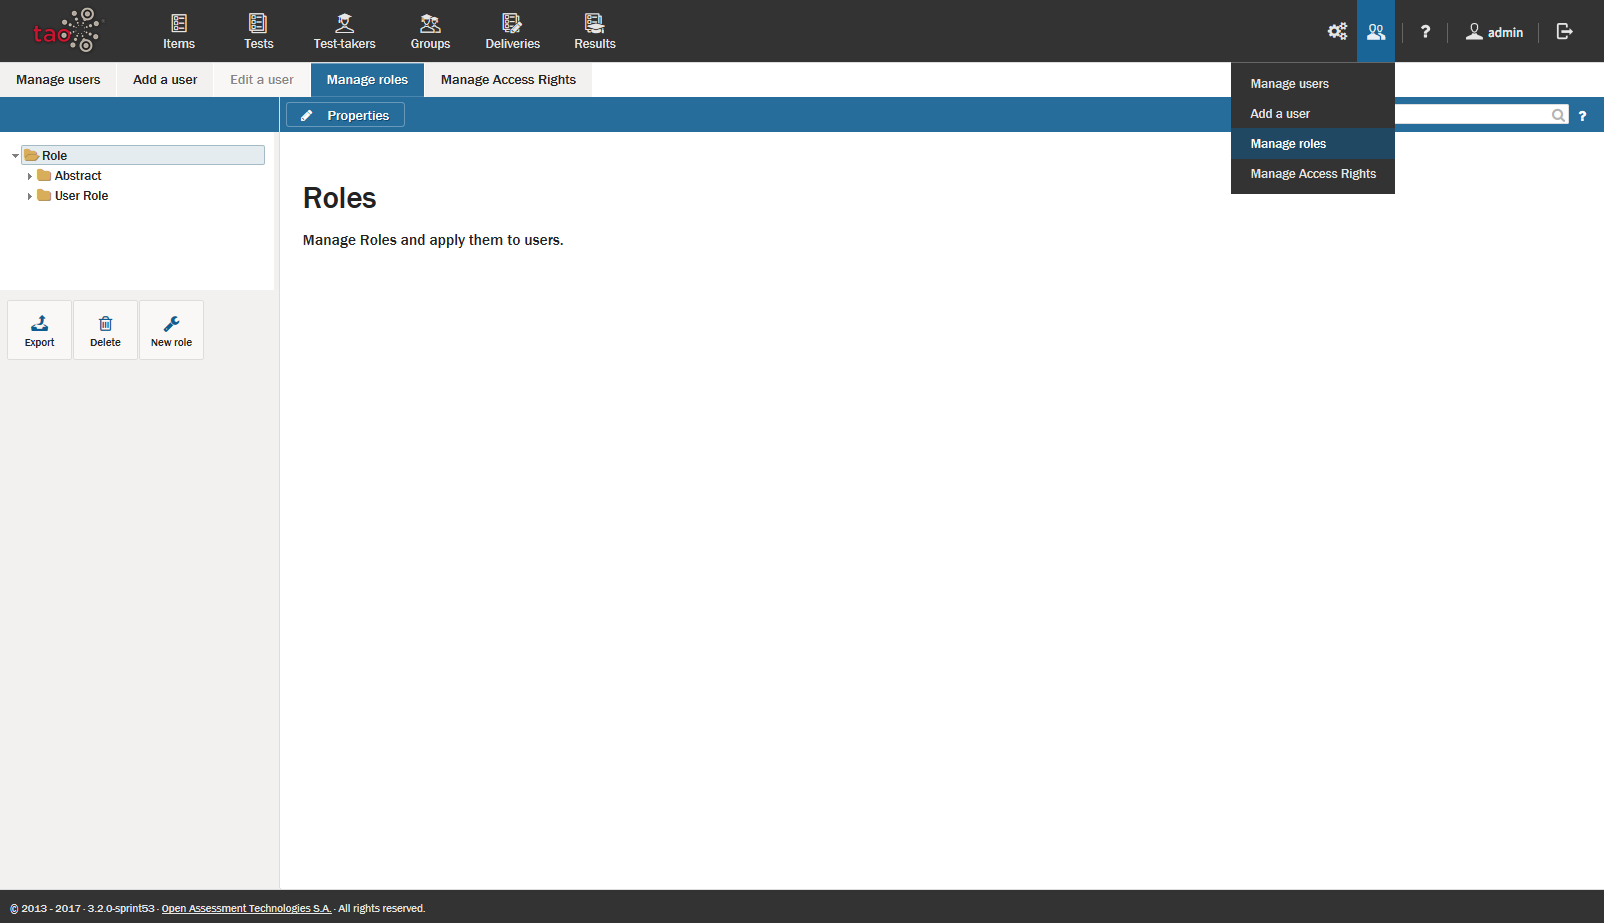 tao
Items
Tests
Test-takers
Groups
Deliveries
Results
?
admin
Manage users
Add a user
Edit a user
Manage roles
Manage Access Rights
Manage users
Add a user
Manage roles
Manage Access Rights
Properties
?
Role
Abstract
User Role
Export
Delete
New role
Roles
Manage Roles and apply them to users.
© 2013 - 2017 · 3.2.0-sprint53 · Open Assessment Technologies S.A. · All rights reserved.